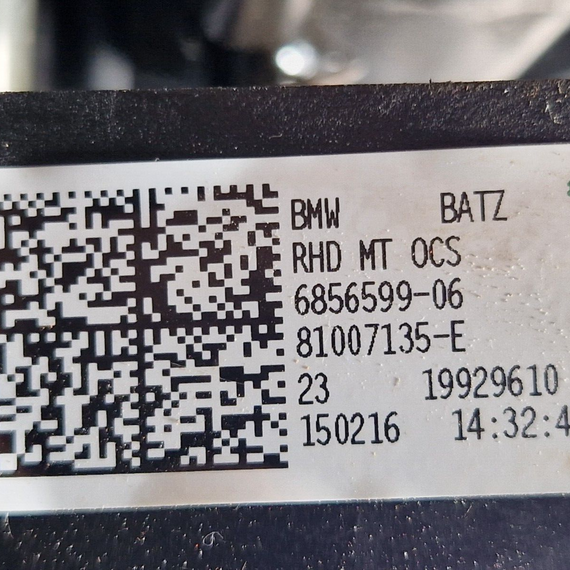 BMW BATZ
RHD MT OCS
6856599-06
81007135-E
23 19929610
150216 14:32:4